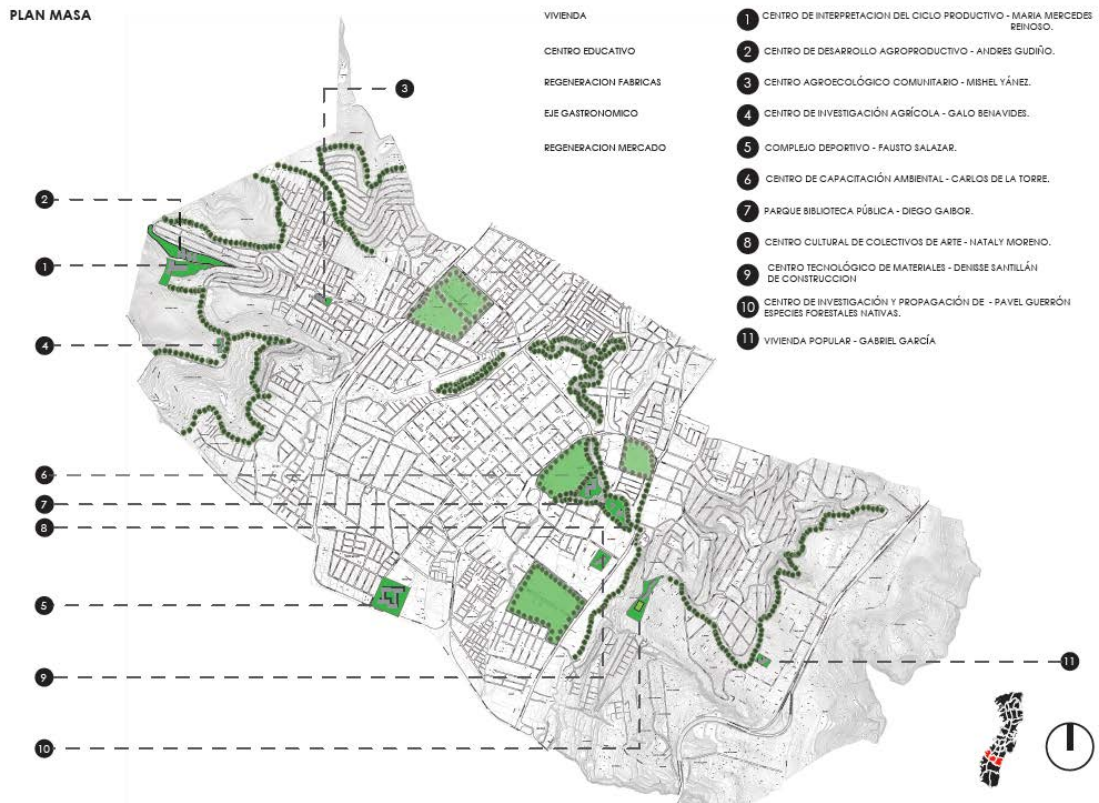 PLAN MASA
VIVIENDA
CENTRO EDUCATIVO
REGENERACION FABRICAS
EJE GASTRONOMICO
REGENERACION MERCADO
1 CENTRO DE INTERPRETACION DEL CICLO PRODUCTIVO - MARIA MERCEDES
REINOSO.
2 CENTRO DE DESARROLLO AGROPRODUCTIVO - ANDRES GUDIÑO.
3 CENTRO AGROECOLÓGICO COMUNITARIO - MISHEL YÁNEZ.
4 CENTRO DE INVESTIGACIÓN AGRÍCOLA - GALO BENAVIDES.
5 COMPLEJO DEPORTIVO - FAUSTO SALAZAR.
6 CENTRO DE CAPACITACIÓN AMBIENTAL - CARLOS DE LA TORRE.
7 PARQUE BIBLIOTECA PÚBLICA - DIEGO GAIBOR.
8 CENTRO CULTURAL DE COLECTIVOS DE ARTE - NATALY MORENO.
9 CENTRO TECNOLÓGICO DE MATERIALES - DENISSE SANTILLÁN
DE CONSTRUCCION
10 CENTRO DE INVESTIGACIÓN Y PROPAGACIÓN DE - PAVEL GUERRÓN
ESPECIES FORESTALES NATIVAS.
11 VIVIENDA POPULAR - GABRIEL GARCÍA
3
2
1
4
6
7
8
5
9
11
10